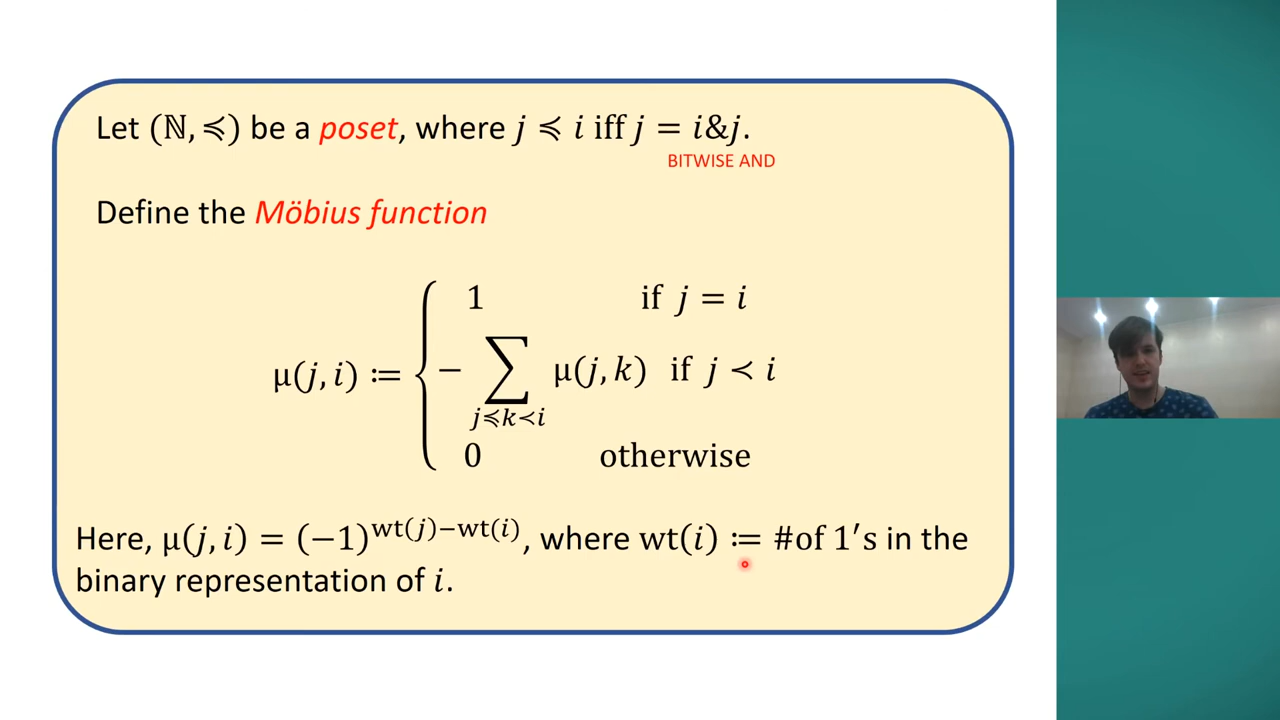 Let (ℕ, ≼) be a poset, where j ≼ i iff j = i&j.
BITWISE AND
Define the Möbius function
1 if j = i
μ(j, i) ≔ { − ∑ μ(j, k) if j ≺ i
j≼k≺i
0 otherwise
Here, μ(j, i) = (−1)^{wt(j)−wt(i)}, where wt(i) ≔ #of 1′s in the
binary representation of i.